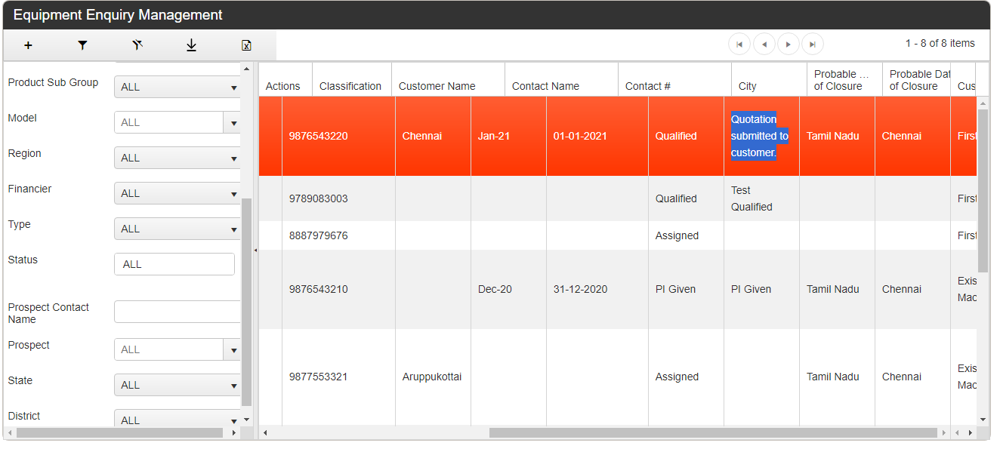 Equipment Enquiry Management
1 - 8 of 8 items
Product Sub Group ALL
Model ALL
Region ALL
Financier ALL
Type ALL
Status ALL
Prospect Contact
Name
Prospect ALL
State ALL
District ALL
Actions Classification Customer Name Contact Name Contact # City Probable ... Probable Dat Cus
of Closure of Closure
9876543220 Chennai Jan-21 01-01-2021 Qualified Quotation Tamil Nadu Chennai First
submitted to
customer.
9789083003 Qualified Test First
Qualified
8887979676 Assigned First
9876543210 Dec-20 31-12-2020 PI Given PI Given Tamil Nadu Chennai Exis
Mac
9877553321 Aruppukottai Assigned Tamil Nadu Chennai Exis
Mac